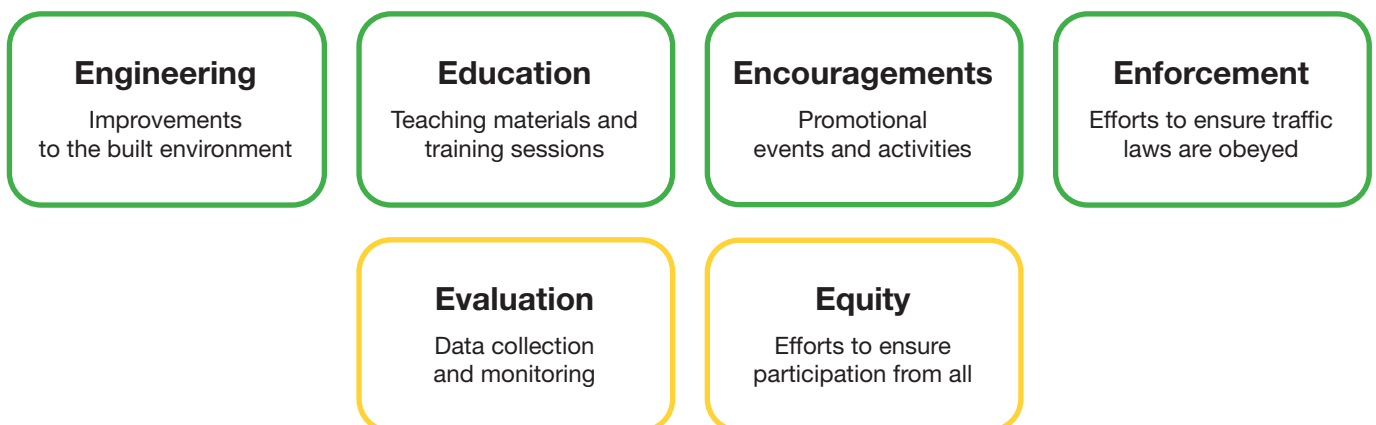 Engineering
Improvements
to the built environment
Education
Teaching materials and
training sessions
Encouragements
Promotional
events and activities
Enforcement
Efforts to ensure traffic
laws are obeyed
Evaluation
Data collection
and monitoring
Equity
Efforts to ensure
participation from all